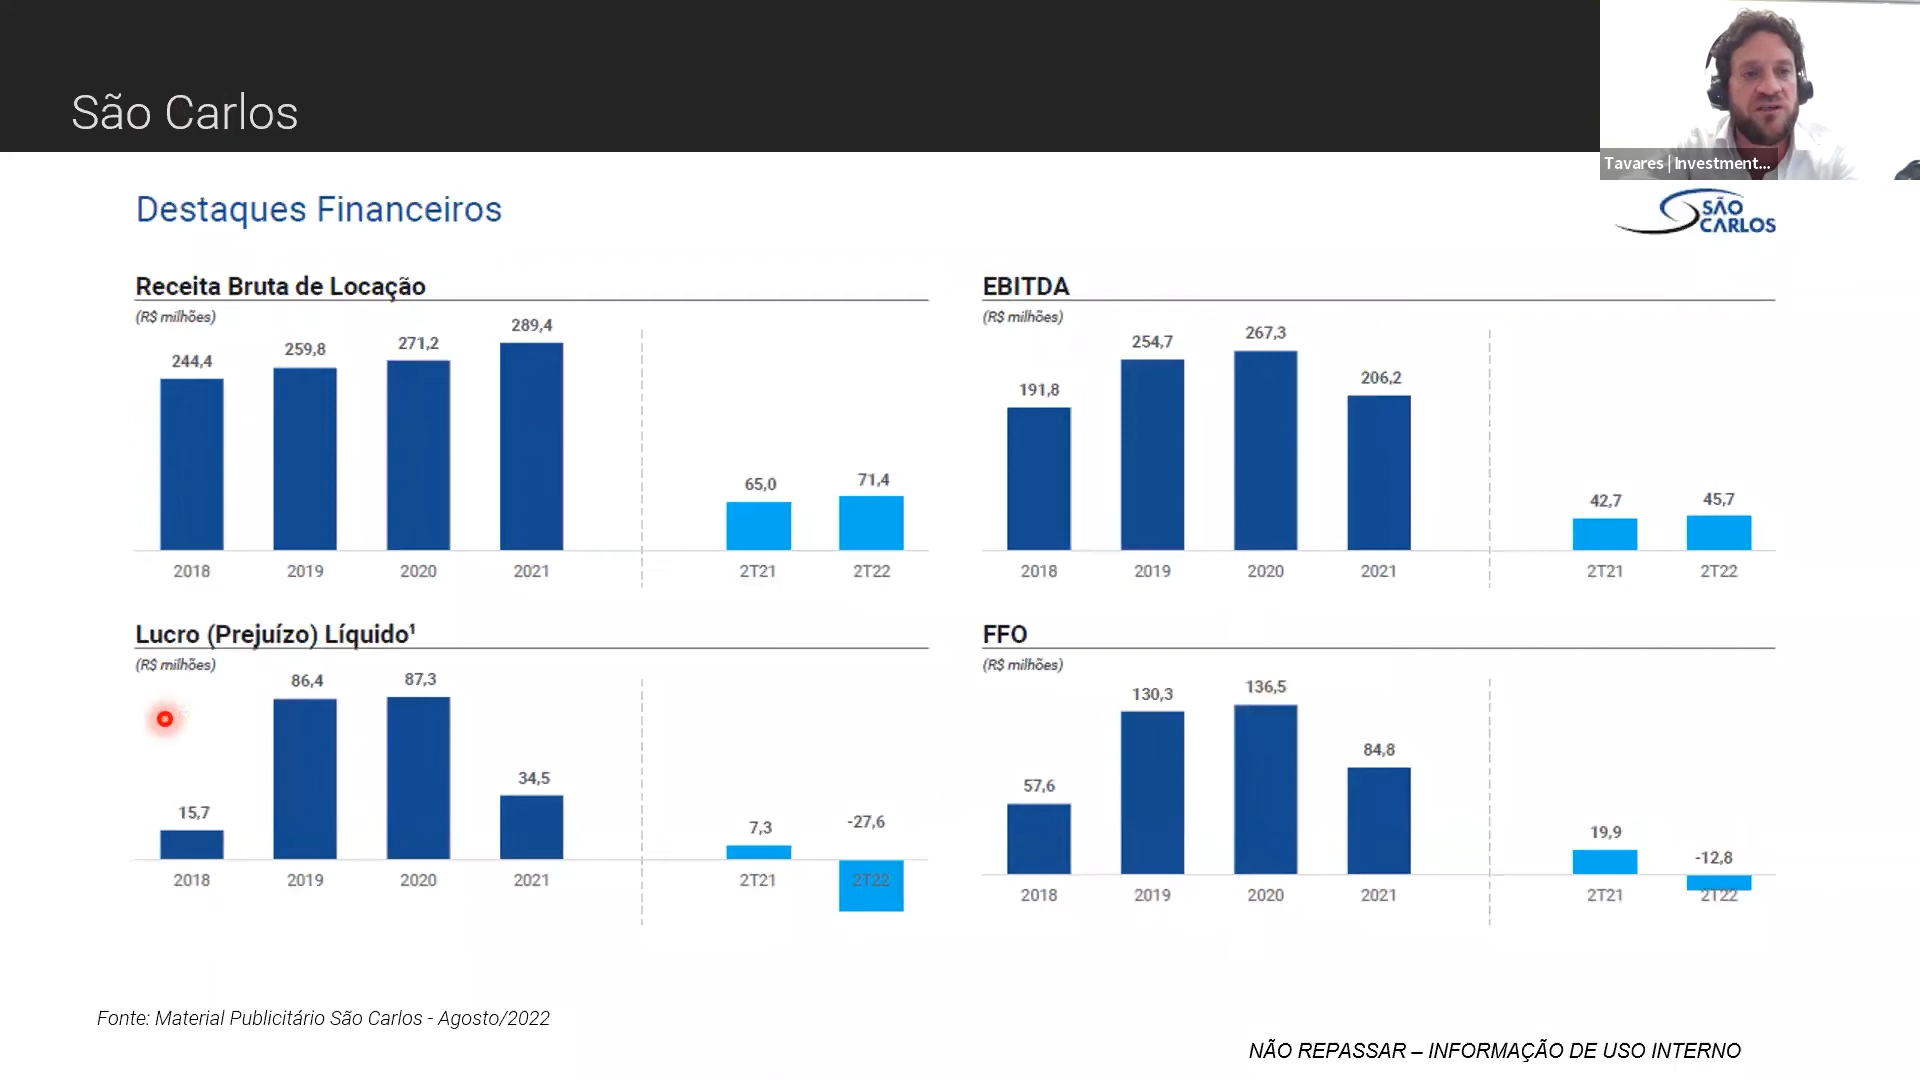 São Carlos
Tavares | Investment...
Destaques Financeiros
SÃO
CARLOS
Receita Bruta de Locação
(R$ milhões)
244,4
259,8
271,2
289,4
65,0
71,4
2018
2019
2020
2021
2T21
2T22
EBITDA
(R$ milhões)
191,8
254,7
267,3
206,2
42,7
45,7
2018
2019
2020
2021
2T21
2T22
Lucro (Prejuízo) Líquido¹
(R$ milhões)
15,7
86,4
87,3
34,5
7,3
-27,6
2018
2019
2020
2021
2T21
2T22
FFO
(R$ milhões)
57,6
130,3
136,5
84,8
19,9
-12,8
2018
2019
2020
2021
2T21
2T22
Fonte: Material Publicitário São Carlos - Agosto/2022
NÃO REPASSAR – INFORMAÇÃO DE USO INTERNO